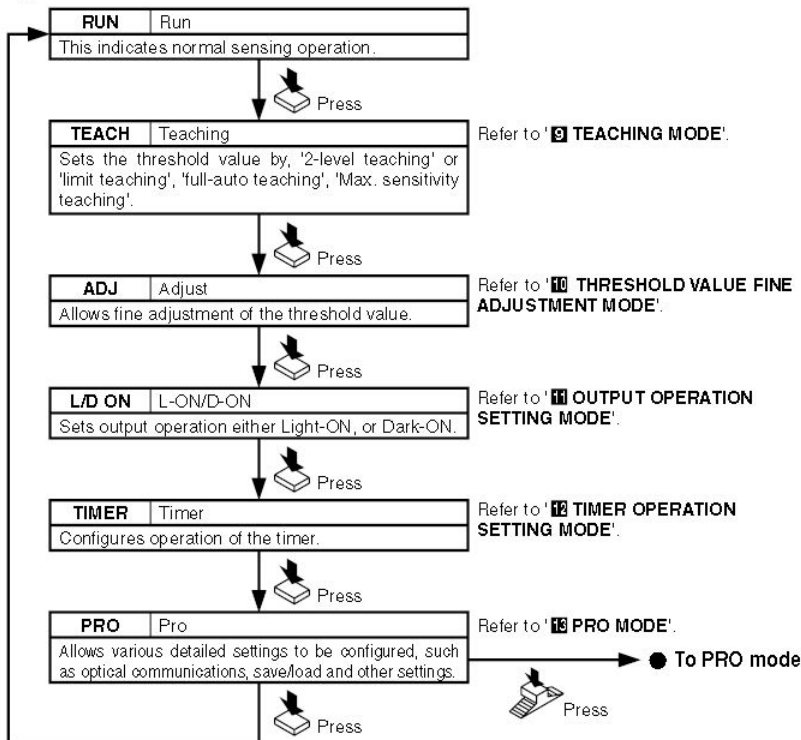 RUN Run
This indicates normal sensing operation.
Press
TEACH Teaching
Refer to '9 TEACHING MODE'.
Sets the threshold value by, '2-level teaching' or
'limit teaching', 'full-auto teaching', 'Max. sensitivity
teaching'.
Press
ADJ Adjust
Refer to '10 THRESHOLD VALUE FINE
ADJUSTMENT MODE'.
Allows fine adjustment of the threshold value.
Press
L/D ON L-ON/D-ON
Refer to '11 OUTPUT OPERATION
SETTING MODE'.
Sets output operation either Light-ON, or Dark-ON.
Press
TIMER Timer
Refer to '12 TIMER OPERATION
SETTING MODE'.
Configures operation of the timer.
Press
PRO Pro
Refer to '13 PRO MODE'.
Allows various detailed settings to be configured, such
as optical communications, save/load and other settings.
● To PRO mode
Press
Press